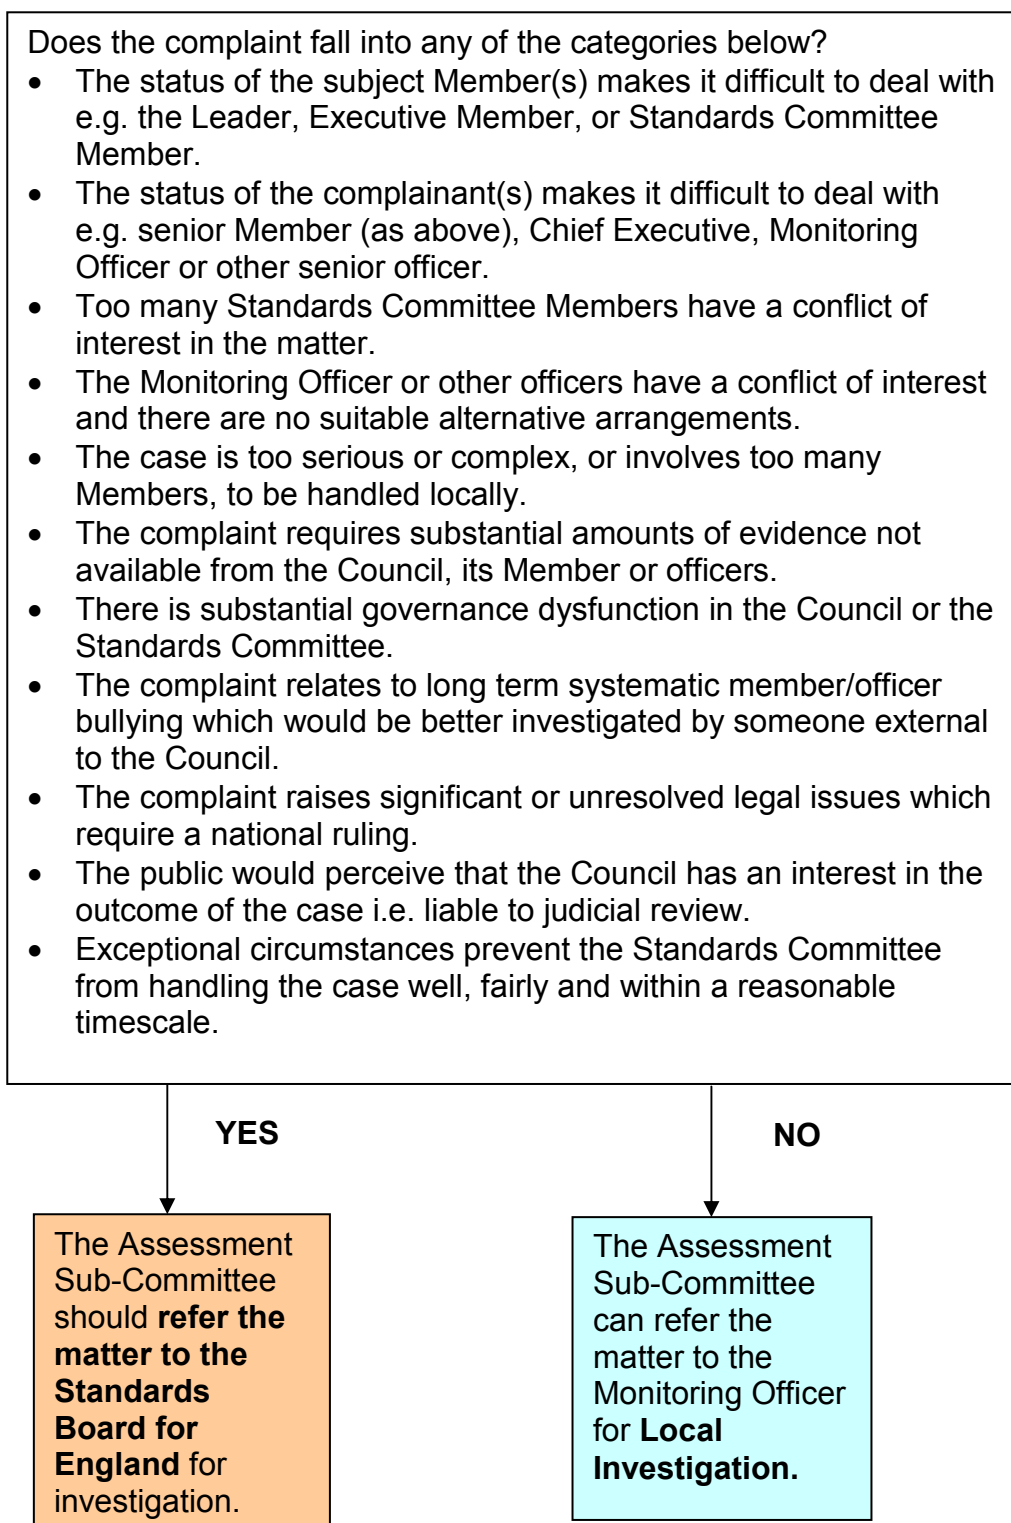 Does the complaint fall into any of the categories below?
• The status of the subject Member(s) makes it difficult to deal with
e.g. the Leader, Executive Member, or Standards Committee
Member.
• The status of the complainant(s) makes it difficult to deal with
e.g. senior Member (as above), Chief Executive, Monitoring
Officer or other senior officer.
• Too many Standards Committee Members have a conflict of
interest in the matter.
• The Monitoring Officer or other officers have a conflict of interest
and there are no suitable alternative arrangements.
• The case is too serious or complex, or involves too many
Members, to be handled locally.
• The complaint requires substantial amounts of evidence not
available from the Council, its Member or officers.
• There is substantial governance dysfunction in the Council or the
Standards Committee.
• The complaint relates to long term systematic member/officer
bullying which would be better investigated by someone external
to the Council.
• The complaint raises significant or unresolved legal issues which
require a national ruling.
• The public would perceive that the Council has an interest in the
outcome of the case i.e. liable to judicial review.
• Exceptional circumstances prevent the Standards Committee
from handling the case well, fairly and within a reasonable
timescale.
YES
NO
The Assessment
Sub-Committee
should refer the
matter to the
Standards
Board for
England for
investigation.
The Assessment
Sub-Committee
can refer the
matter to the
Monitoring Officer
for Local
Investigation.